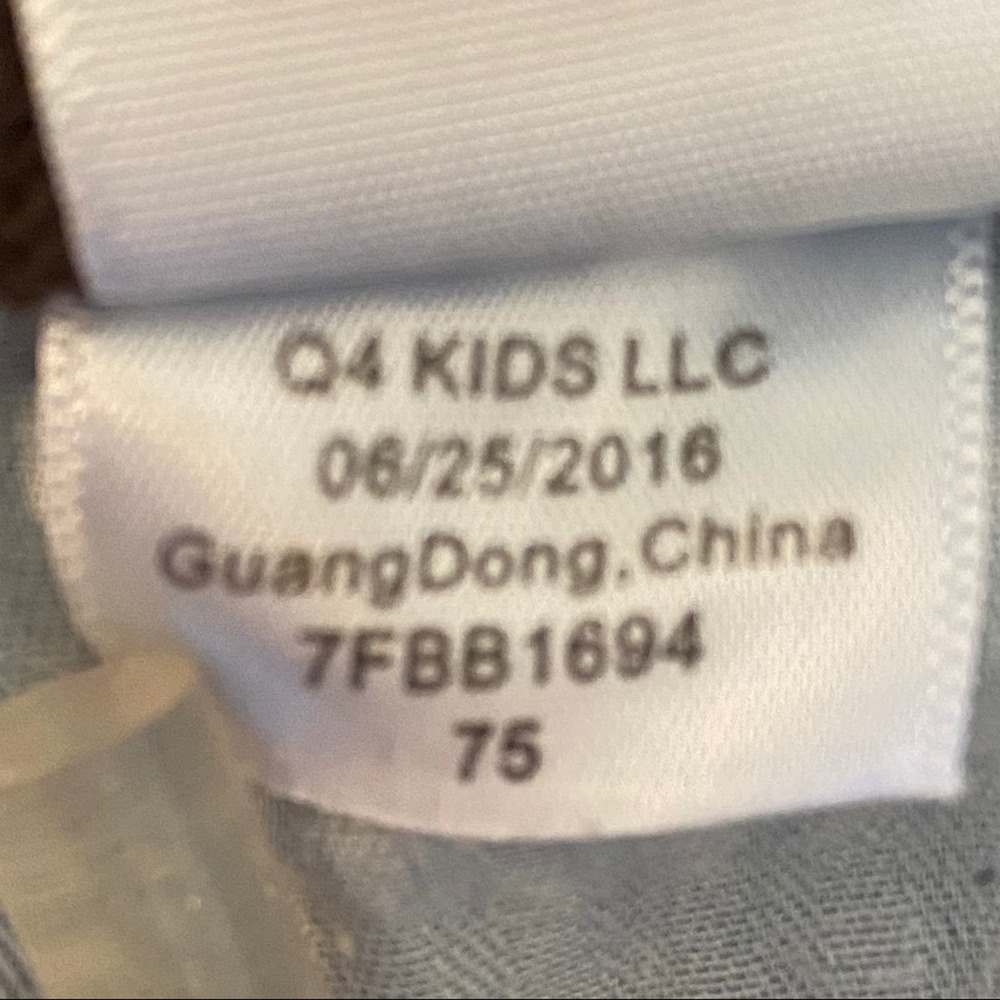 Q4 KIDS LLC
06/25/2016
GuangDong,China
7FBB1694
75